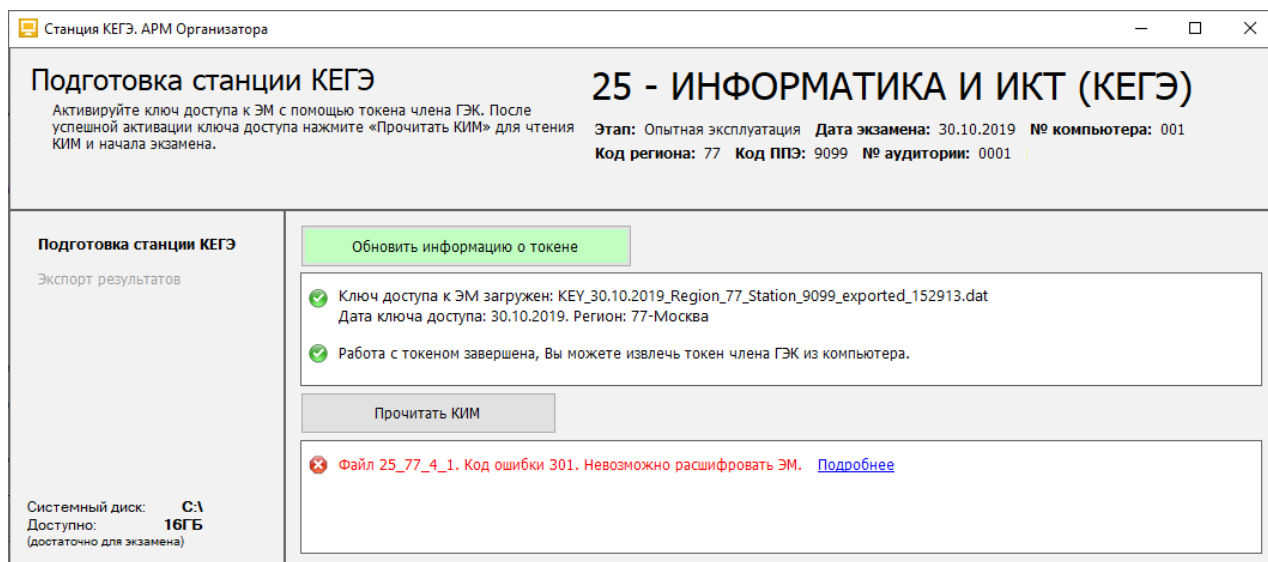 Станция КЕГЭ. АРМ Организатора
Подготовка станции КЕГЭ
Активируйте ключ доступа к ЭМ с помощью токена члена ГЭК. После
успешной активации ключа доступа нажмите «Прочитать КИМ» для чтения
КИМ и начала экзамена.
25 - ИНФОРМАТИКА И ИКТ (КЕГЭ)
Этап: Опытная эксплуатация Дата экзамена: 30.10.2019 № компьютера: 001
Код региона: 77 Код ППЭ: 9099 № аудитории: 0001
Подготовка станции КЕГЭ
Экспорт результатов
Системный диск: C:\
Доступно: 16ГБ
(достаточно для экзамена)
Обновить информацию о токене
Ключ доступа к ЭМ загружен: KEY_30.10.2019_Region_77_Station_9099_exported_152913.dat
Дата ключа доступа: 30.10.2019. Регион: 77-Москва
Работа с токеном завершена, Вы можете извлечь токен члена ГЭК из компьютера.
Прочитать КИМ
Файл 25_77_4_1. Код ошибки 301. Невозможно расшифровать ЭМ. Подробнее